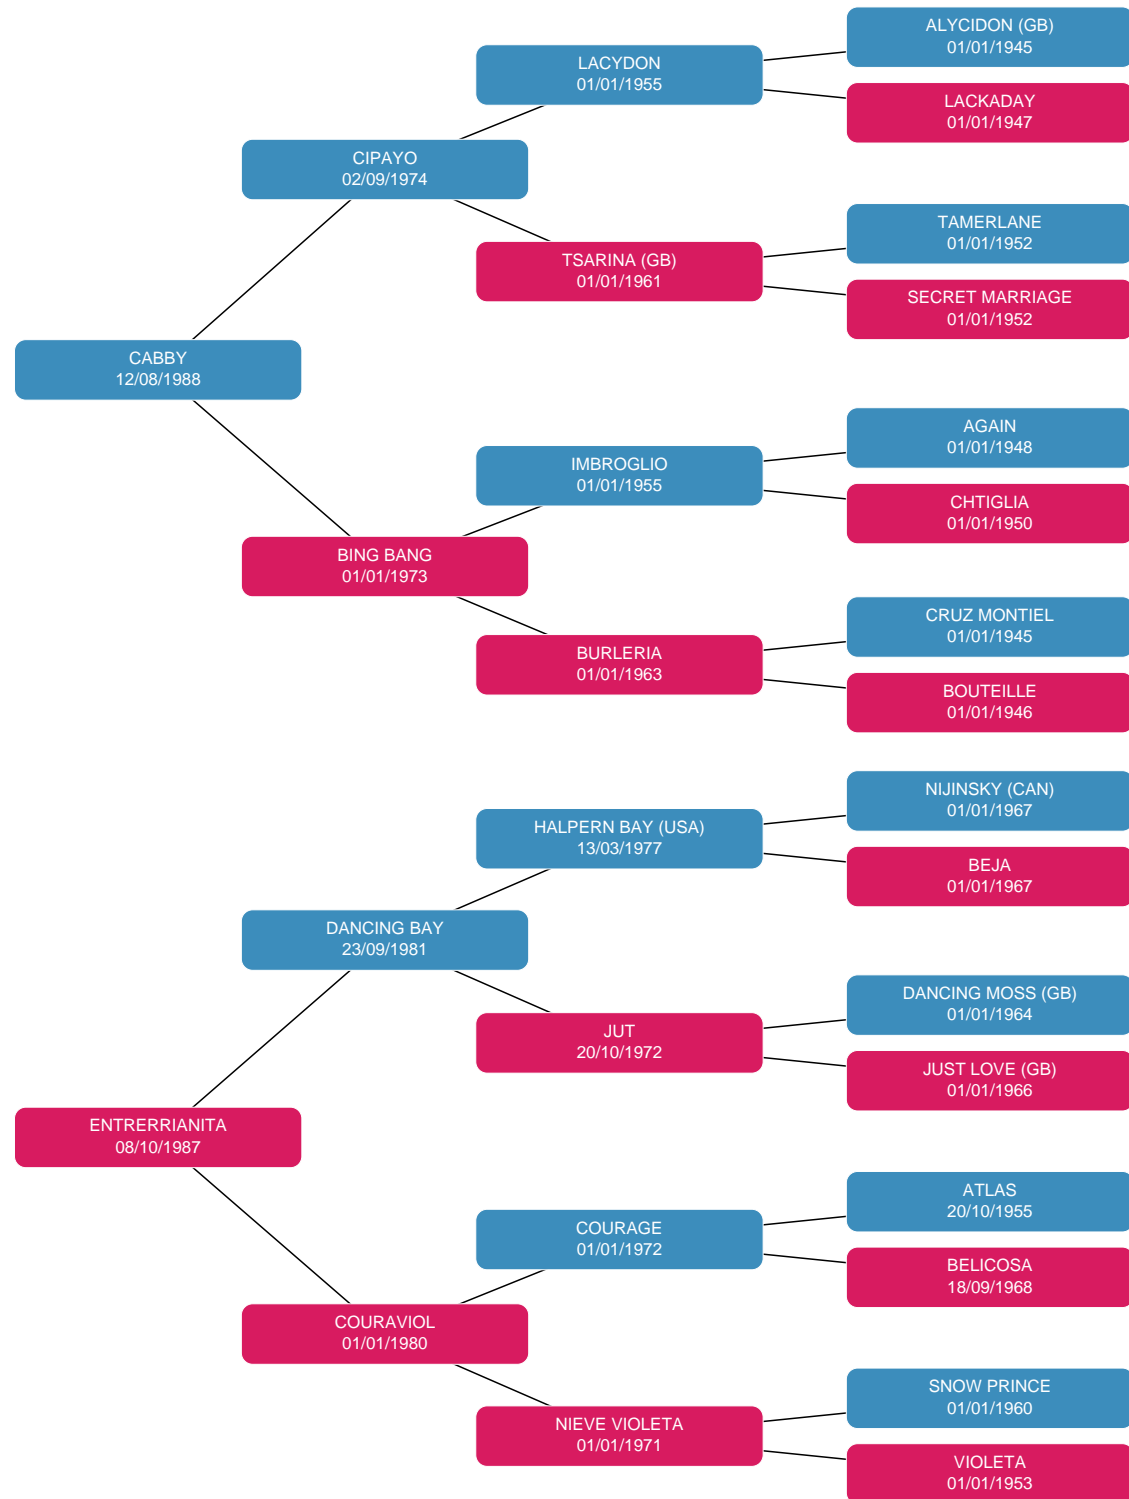 ALYCIDON (GB)
01/01/1945
LACYDON
01/01/1955
LACKADAY
01/01/1947
CIPAYO
02/09/1974
TAMERLANE
01/01/1952
TSARINA (GB)
01/01/1961
SECRET MARRIAGE
01/01/1952
CABBY
12/08/1988
AGAIN
01/01/1948
IMBROGLIO
01/01/1955
CHTIGLIA
01/01/1950
BING BANG
01/01/1973
CRUZ MONTIEL
01/01/1945
BURLERIA
01/01/1963
BOUTEILLE
01/01/1946
NIJINSKY (CAN)
01/01/1967
HALPERN BAY (USA)
13/03/1977
BEJA
01/01/1967
DANCING BAY
23/09/1981
DANCING MOSS (GB)
01/01/1964
JUT
20/10/1972
JUST LOVE (GB)
01/01/1966
ENTRERRIANITA
08/10/1987
ATLAS
20/10/1955
COURAGE
01/01/1972
BELICOSA
18/09/1968
COURAVIOL
01/01/1980
SNOW PRINCE
01/01/1960
NIEVE VIOLETA
01/01/1971
VIOLETA
01/01/1953